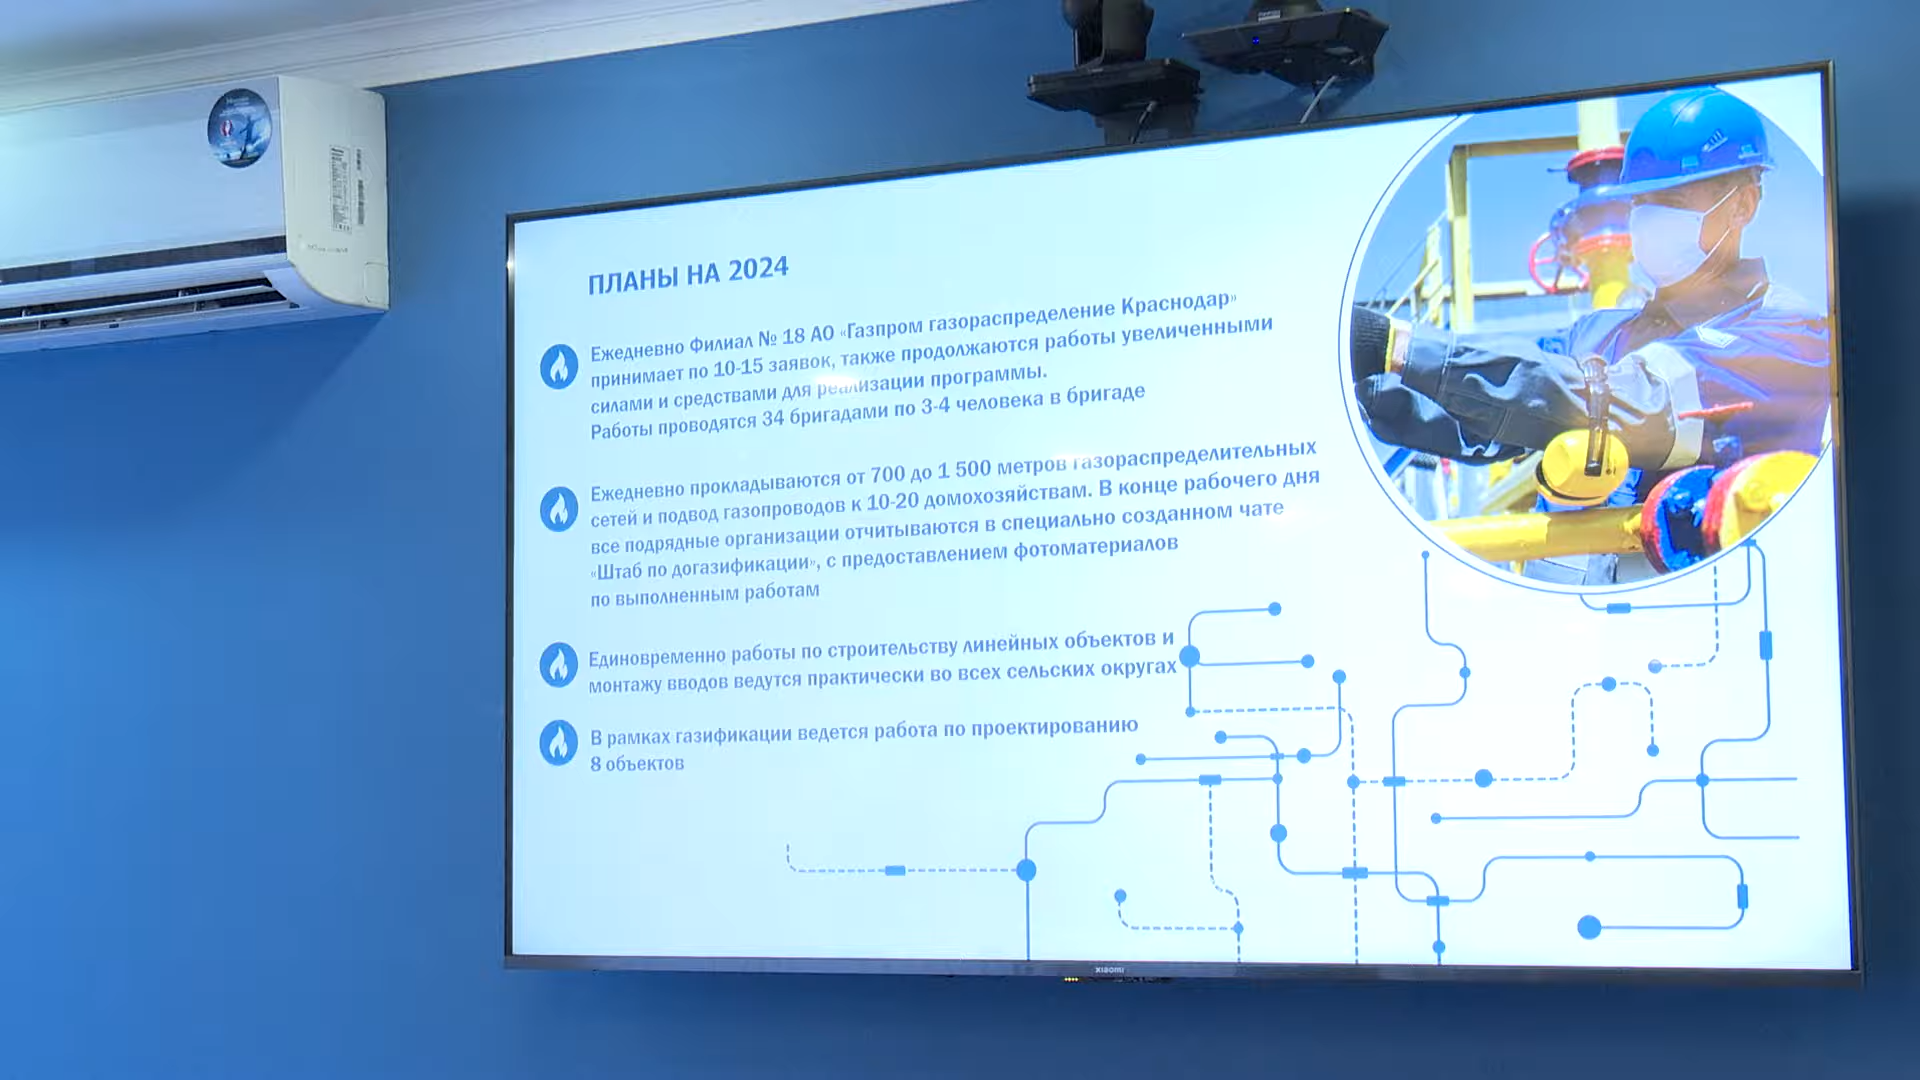 ПЛАНЫ НА 2024
Ежедневно Филиал № 18 АО «Газпром газораспределение Краснодар»
принимает по 10-15 заявок, также продолжаются работы увеличенными
силами и средствами для реализации программы.
Работы проводятся 34 бригадами по 3-4 человека в бригаде
Ежедневно прокладываются от 700 до 1 500 метров газораспределительных
сетей и подвод газопроводов к 10-20 домохозяйствам. В конце рабочего дня
все подрядные организации отчитываются в специально созданном чате
«Штаб по догазификации», с предоставлением фотоматериалов
по выполненным работам
Единовременно работы по строительству линейных объектов и
монтажу вводов ведутся практически во всех сельских округах
В рамках газификации ведется работа по проектированию
8 объектов
xiaomi